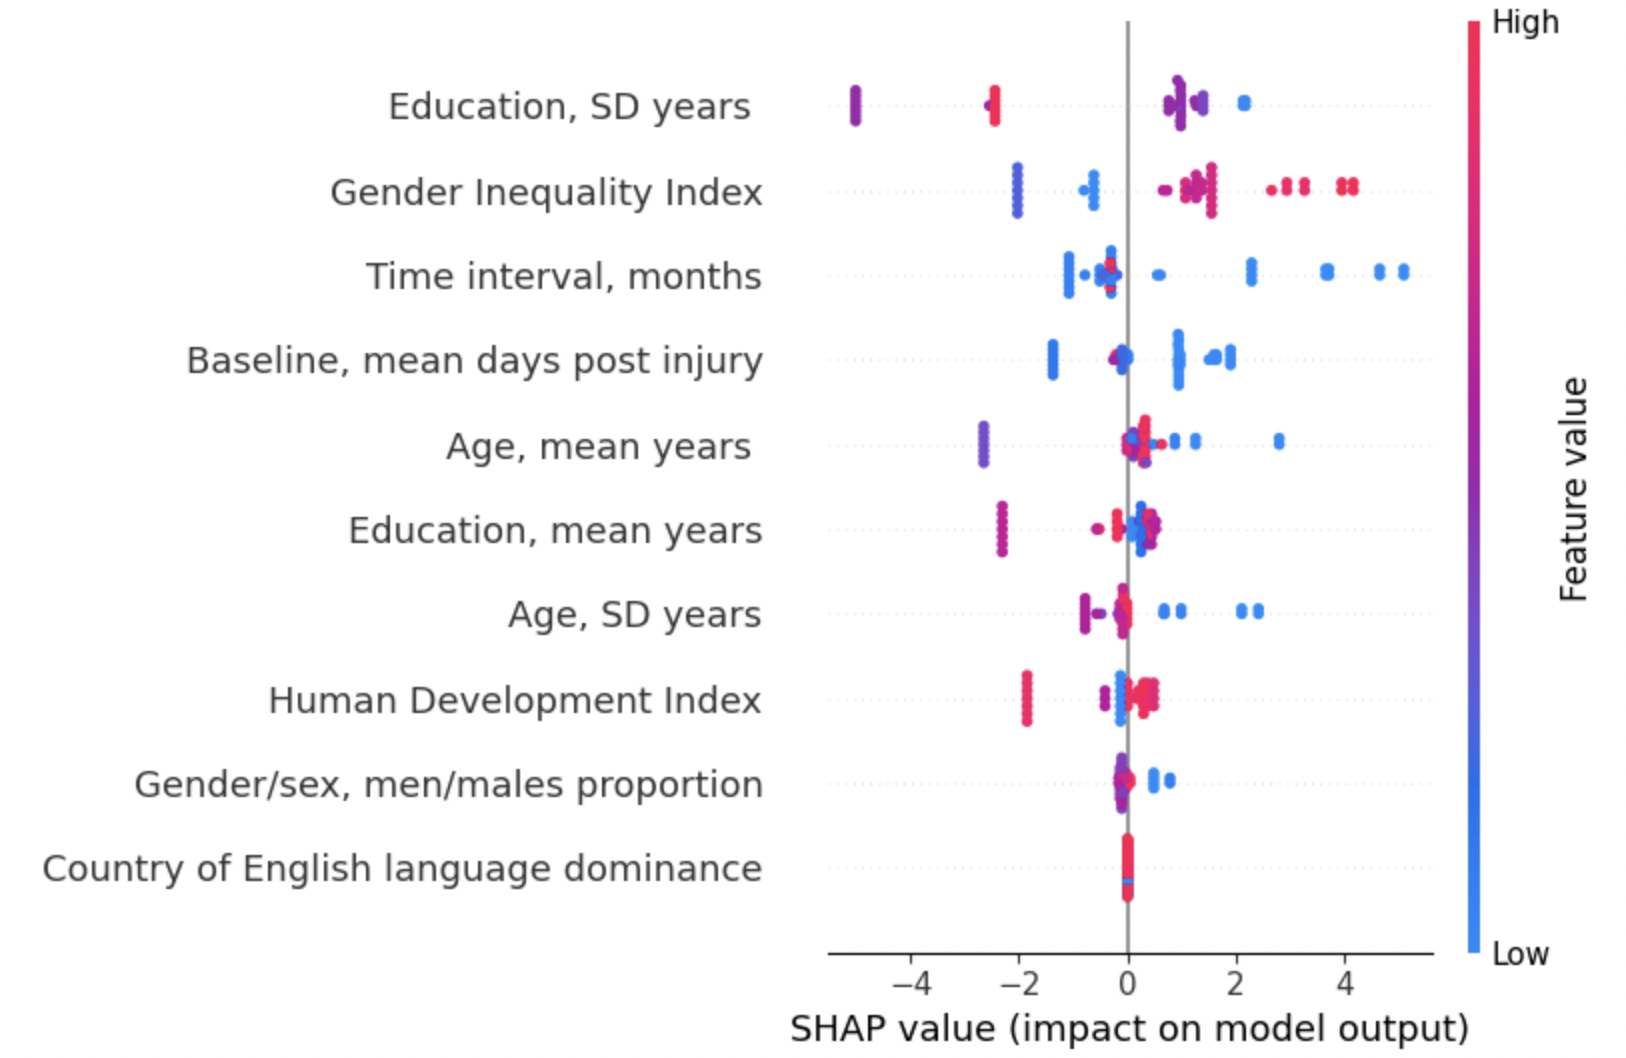 High
Education, SD years
Gender Inequality Index
Time interval, months
Baseline, mean days post injury
Age, mean years
Education, mean years
Age, SD years
Human Development Index
Gender/sex, men/males proportion
Country of English language dominance
Feature value
Low
−4 −2 0 2 4
SHAP value (impact on model output)